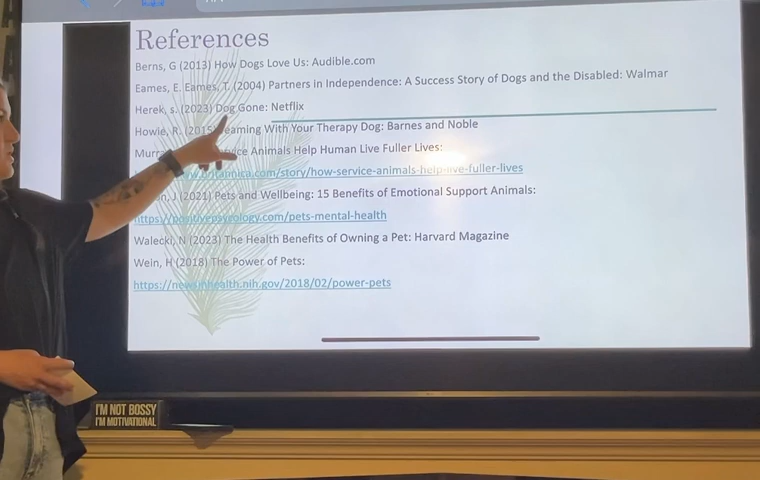 References
Berns, G (2013) How Dogs Love Us: Audible.com
Eames, E. Eames, T. (2004) Partners in Independence: A Success Story of Dogs and the Disabled: Walmar
Herek, s. (2023) Dog Gone: Netflix
Howie, R. (2015) With Your Therapy Dog: Barnes and Noble
Animals Help Human Live Fuller Lives:
www.britannica.com/story/how-service-animals-help-live-fuller-lives
(2021) Pets and Wellbeing: 15 Benefits of Emotional Support Animals:
https://positivepsycology.com/pets-mental-health
Walecki, N (2023) The Health Benefits of Owning a Pet: Harvard Magazine
Wein, H (2018) The Power of Pets:
https://newsinhealth.nih.gov/2018/02/power-pets
I'M NOT BOSSY
I'M MOTIVATIONAL